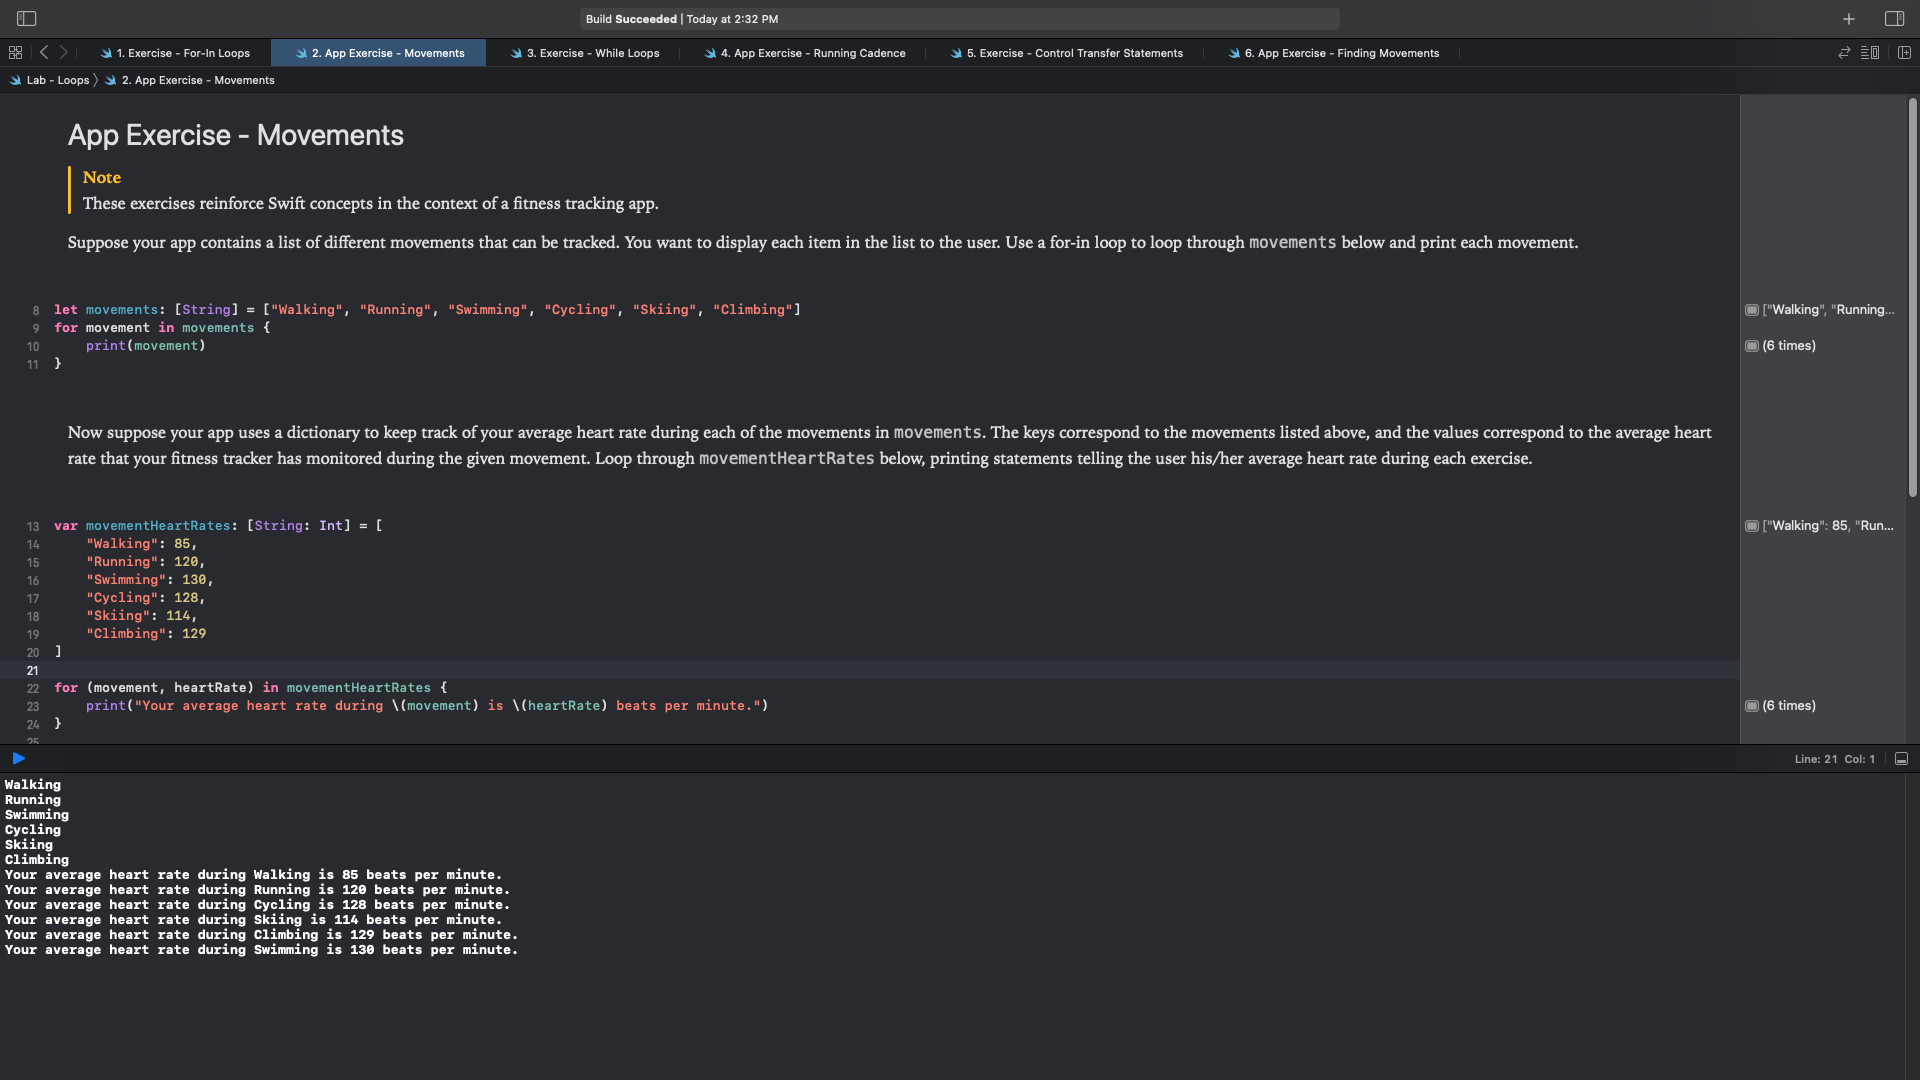 Build Succeeded | Today at 2:32 PM
1. Exercise - For-In Loops
2. App Exercise - Movements
3. Exercise - While Loops
4. App Exercise - Running Cadence
5. Exercise - Control Transfer Statements
6. App Exercise - Finding Movements
Lab - Loops 〉 2. App Exercise - Movements
App Exercise - Movements
Note
These exercises reinforce Swift concepts in the context of a fitness tracking app.
Suppose your app contains a list of different movements that can be tracked. You want to display each item in the list to the user. Use a for-in loop to loop through movements below and print each movement.
8 let movements: [String] = ["Walking", "Running", "Swimming", "Cycling", "Skiing", "Climbing"]
["Walking", "Running...
9 for movement in movements {
10     print(movement)
(6 times)
11 }
Now suppose your app uses a dictionary to keep track of your average heart rate during each of the movements in movements. The keys correspond to the movements listed above, and the values correspond to the average heart
rate that your fitness tracker has monitored during the given movement. Loop through movementHeartRates below, printing statements telling the user his/her average heart rate during each exercise.
13 var movementHeartRates: [String: Int] = [
["Walking": 85, "Run...
14     "Walking": 85,
15     "Running": 120,
16     "Swimming": 130,
17     "Cycling": 128,
18     "Skiing": 114,
19     "Climbing": 129
20 ]
21
22 for (movement, heartRate) in movementHeartRates {
23     print("Your average heart rate during \(movement) is \(heartRate) beats per minute.")
(6 times)
24 }
25
Line: 21 Col: 1
Walking
Running
Swimming
Cycling
Skiing
Climbing
Your average heart rate during Walking is 85 beats per minute.
Your average heart rate during Running is 120 beats per minute.
Your average heart rate during Cycling is 128 beats per minute.
Your average heart rate during Skiing is 114 beats per minute.
Your average heart rate during Climbing is 129 beats per minute.
Your average heart rate during Swimming is 130 beats per minute.